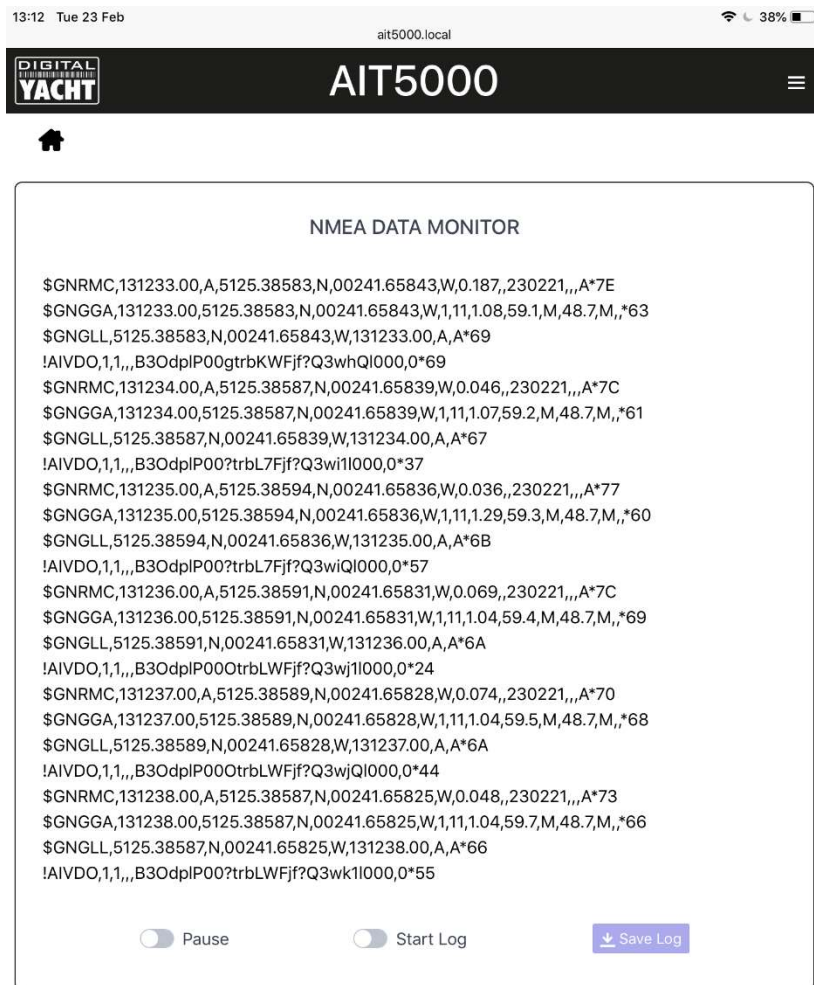 13:12 Tue 23 Feb
38%
ait5000.local
DIGITAL
YACHT
AIT5000
NMEA DATA MONITOR
$GNRMC,131233.00,A,5125.38583,N,00241.65843,W,0.187,,230221,,,A*7E
$GNGGA,131233.00,5125.38583,N,00241.65843,W,1,11,1.08,59.1,M,48.7,M,,*63
$GNGLL,5125.38583,N,00241.65843,W,131233.00,A,A*69
!AIVDO,1,1,,,B3OdplP00gtrbKWFjf?Q3whQl000,0*69
$GNRMC,131234.00,A,5125.38587,N,00241.65839,W,0.046,,230221,,,A*7C
$GNGGA,131234.00,5125.38587,N,00241.65839,W,1,11,1.07,59.2,M,48.7,M,,*61
$GNGLL,5125.38587,N,00241.65839,W,131234.00,A,A*67
!AIVDO,1,1,,,B3OdplP00?trbL7Fjf?Q3wi1l000,0*37
$GNRMC,131235.00,A,5125.38594,N,00241.65836,W,0.036,,230221,,,A*77
$GNGGA,131235.00,5125.38594,N,00241.65836,W,1,11,1.29,59.3,M,48.7,M,,*60
$GNGLL,5125.38594,N,00241.65836,W,131235.00,A,A*6B
!AIVDO,1,1,,,B3OdplP00?trbL7Fjf?Q3wiQl000,0*57
$GNRMC,131236.00,A,5125.38591,N,00241.65831,W,0.069,,230221,,,A*7C
$GNGGA,131236.00,5125.38591,N,00241.65831,W,1,11,1.04,59.4,M,48.7,M,,*69
$GNGLL,5125.38591,N,00241.65831,W,131236.00,A,A*6A
!AIVDO,1,1,,,B3OdplP00OtrbLWFjf?Q3wj1l000,0*24
$GNRMC,131237.00,A,5125.38589,N,00241.65828,W,0.074,,230221,,,A*70
$GNGGA,131237.00,5125.38589,N,00241.65828,W,1,11,1.04,59.5,M,48.7,M,,*68
$GNGLL,5125.38589,N,00241.65828,W,131237.00,A,A*6A
!AIVDO,1,1,,,B3OdplP00OtrbLWFjf?Q3wjQl000,0*44
$GNRMC,131238.00,A,5125.38587,N,00241.65825,W,0.048,,230221,,,A*73
$GNGGA,131238.00,5125.38587,N,00241.65825,W,1,11,1.04,59.7,M,48.7,M,,*66
$GNGLL,5125.38587,N,00241.65825,W,131238.00,A,A*66
!AIVDO,1,1,,,B3OdplP00?trbLWFjf?Q3wk1l000,0*55
Pause Start Log Save Log